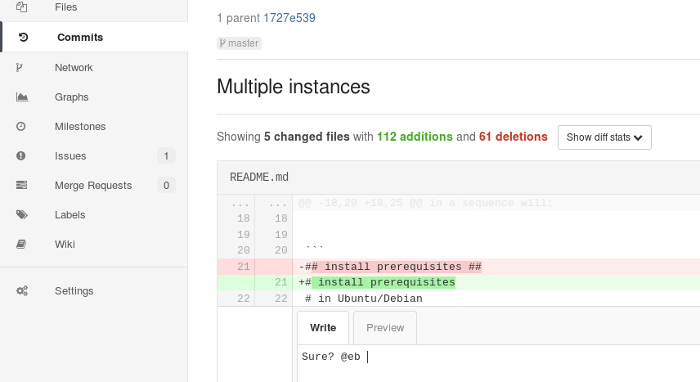 Files
Commits
Network
Graphs
Milestones
Issues 1
Merge Requests 0
Labels
Wiki
Settings
1 parent 1727e539
master
Multiple instances
Showing 5 changed files with 112 additions and 61 deletions Show diff stats
README.md
... ... @@ -18,20 +18,25 @@ in a sequence will:
18 18
19 19
20 20 ```
21 -## install prerequisites ##
21 +# install prerequisites
22 22 # in Ubuntu/Debian
Write Preview
Sure? @eb